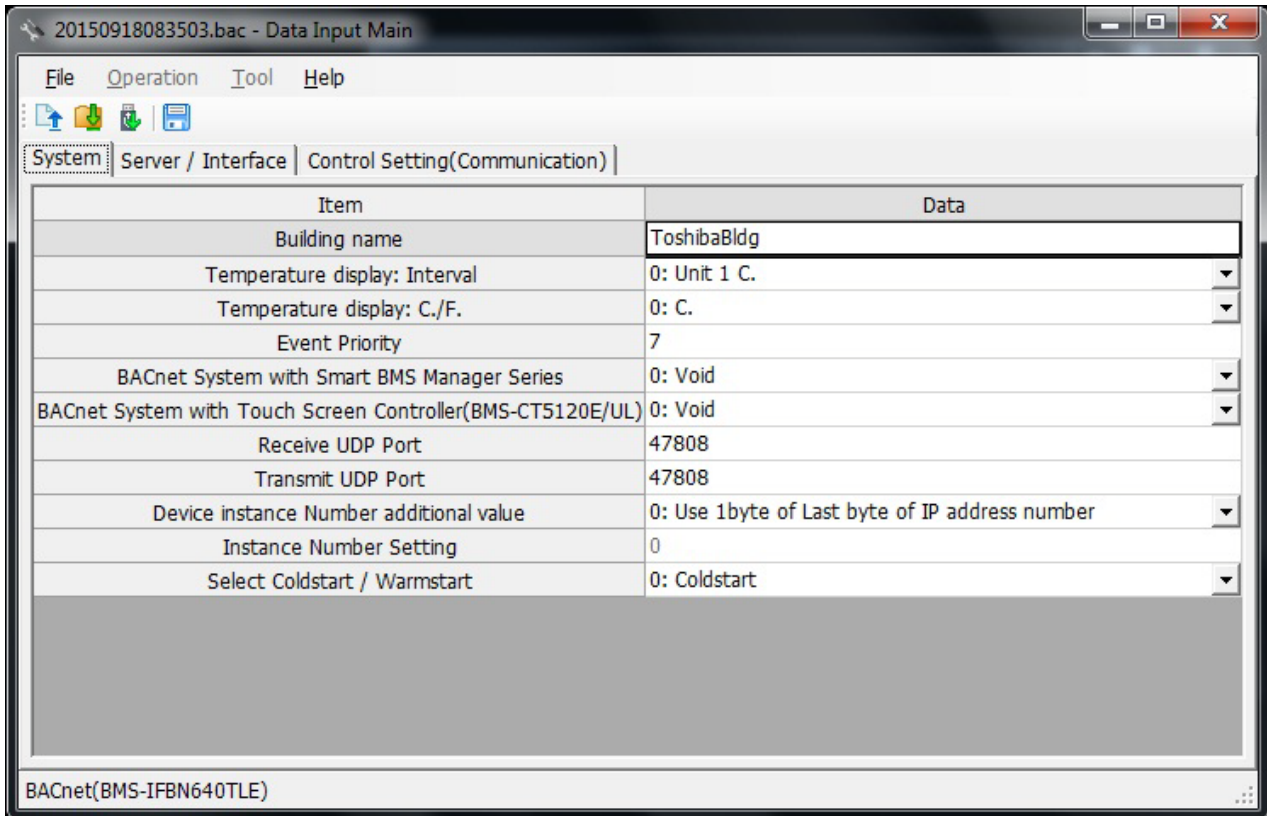 20150918083503.bac - Data Input Main
File Operation Tool Help
System Server / Interface Control Setting(Communication)
Item Data
Building name ToshibaBldg
Temperature display: Interval 0: Unit 1 C.
Temperature display: C./F. 0: C.
Event Priority 7
BACnet System with Smart BMS Manager Series 0: Void
BACnet System with Touch Screen Controller(BMS-CT5120E/UL) 0: Void
Receive UDP Port 47808
Transmit UDP Port 47808
Device instance Number additional value 0: Use 1byte of Last byte of IP address number
Instance Number Setting 0
Select Coldstart / Warmstart 0: Coldstart
BACnet(BMS-IFBN640TLE)